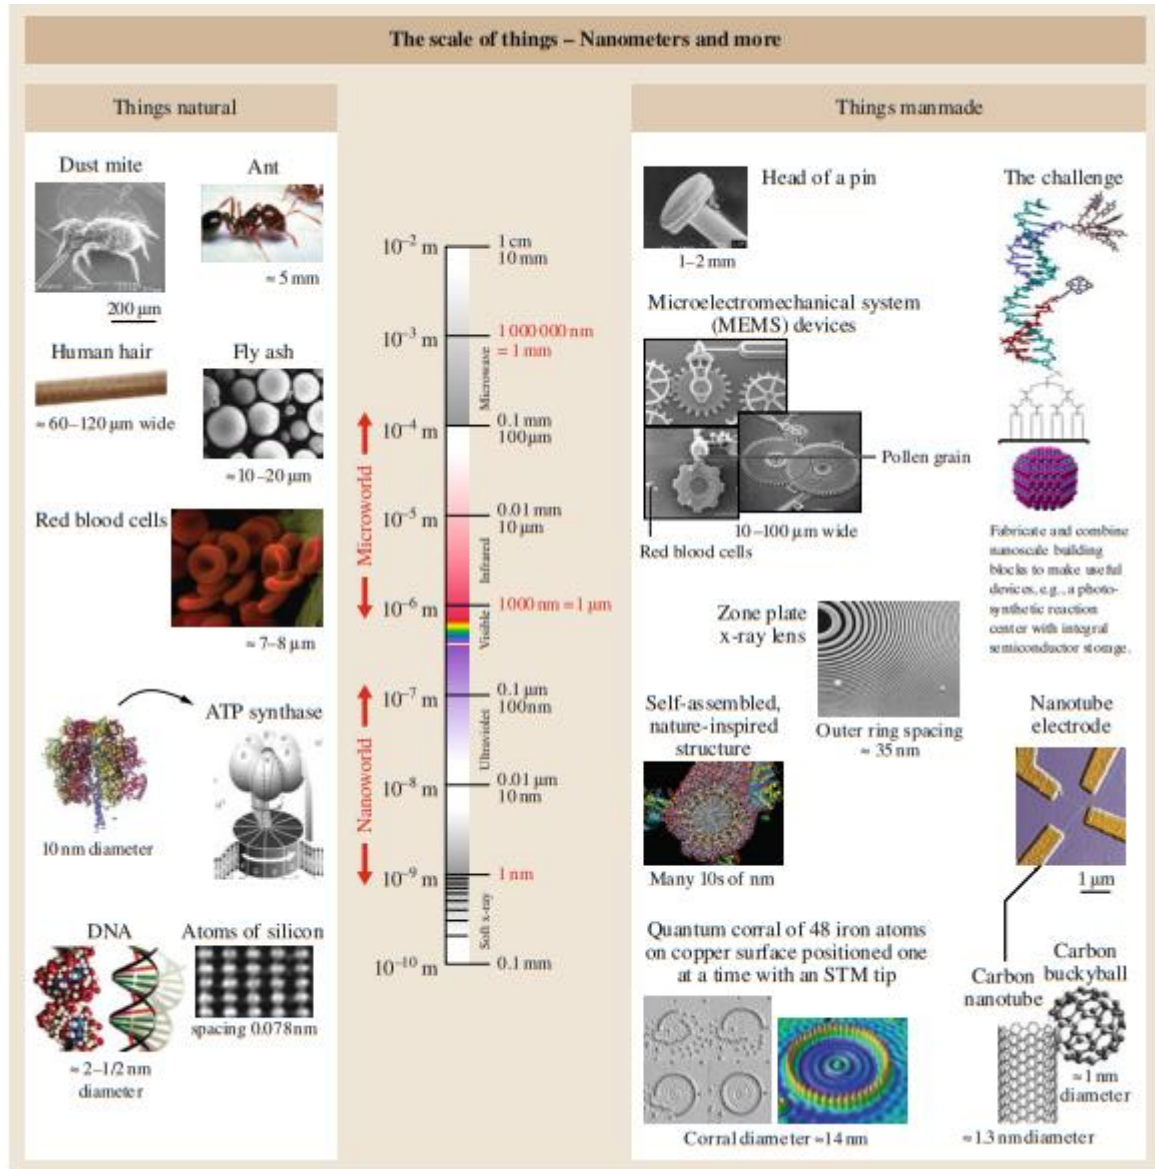 The scale of things – Nanometers and more
Things natural
Dust mite
Ant
≈ 5 mm
200 µm
Human hair
Fly ash
≈ 60–120 µm wide
≈10–20 µm
Red blood cells
≈ 7–8 µm
ATP synthase
10 nm diameter
DNA
Atoms of silicon
spacing 0.078nm
≈ 2–1/2 nm
diameter
Microworld
Nanoworld
10⁻² m
10⁻³ m
10⁻⁴ m
10⁻⁵ m
10⁻⁶ m
10⁻⁷ m
10⁻⁸ m
10⁻⁹ m
10⁻¹⁰ m
Microwave
Infrared
Visible
Ultraviolet
Soft x-ray
1 cm
10 mm
1 000 000 nm
= 1 mm
0.1 mm
100µm
0.01 mm
10 µm
1000 nm = 1 µm
0.1 µm
100nm
0.01 µm
10 nm
1 nm
0.1 mm
Things manmade
Head of a pin
1–2 mm
Microelectromechanical system
(MEMS) devices
Pollen grain
10–100 µm wide
Red blood cells
Zone plate
x-ray lens
Outer ring spacing
≈ 35 nm
Self-assembled,
nature-inspired
structure
Many 10s of nm
Quantum corral of 48 iron atoms
on copper surface positioned one
at a time with an STM tip
Corral diameter ≈14 nm
The challenge
Fabricate and combine
nanoscale building
blocks to make useful
devices, e.g., a photo-
synthetic reaction
center with integral
semiconductor storage.
Nanotube
electrode
1 µm
Carbon
buckyball
Carbon
nanotube
≈ 1 nm
diameter
≈ 1.3 nm diameter